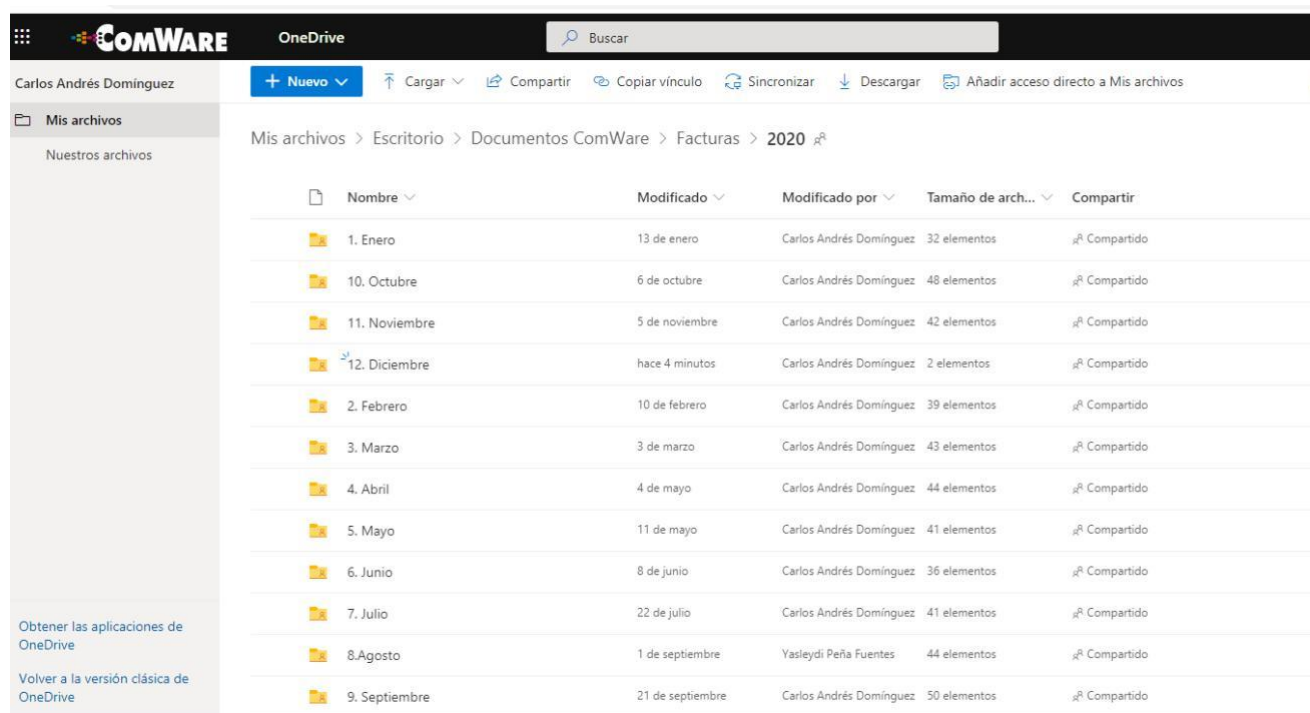 COMWARE OneDrive Buscar
Carlos Andrés Domínguez
Mis archivos
Nuestros archivos
Obtener las aplicaciones de
OneDrive
Volver a la versión clásica de
OneDrive
+ Nuevo Cargar Compartir Copiar vínculo Sincronizar Descargar Añadir acceso directo a Mis archivos
Mis archivos > Escritorio > Documentos ComWare > Facturas > 2020
Nombre Modificado Modificado por Tamaño de arch... Compartir
1. Enero 13 de enero Carlos Andrés Domínguez 32 elementos Compartido
10. Octubre 6 de octubre Carlos Andrés Domínguez 48 elementos Compartido
11. Noviembre 5 de noviembre Carlos Andrés Domínguez 42 elementos Compartido
12. Diciembre hace 4 minutos Carlos Andrés Domínguez 2 elementos Compartido
2. Febrero 10 de febrero Carlos Andrés Domínguez 39 elementos Compartido
3. Marzo 3 de marzo Carlos Andrés Domínguez 43 elementos Compartido
4. Abril 4 de mayo Carlos Andrés Domínguez 44 elementos Compartido
5. Mayo 11 de mayo Carlos Andrés Domínguez 41 elementos Compartido
6. Junio 8 de junio Carlos Andrés Domínguez 36 elementos Compartido
7. Julio 22 de julio Carlos Andrés Domínguez 41 elementos Compartido
8.Agosto 1 de septiembre Yasleydi Peña Fuentes 44 elementos Compartido
9. Septiembre 21 de septiembre Carlos Andrés Domínguez 50 elementos Compartido